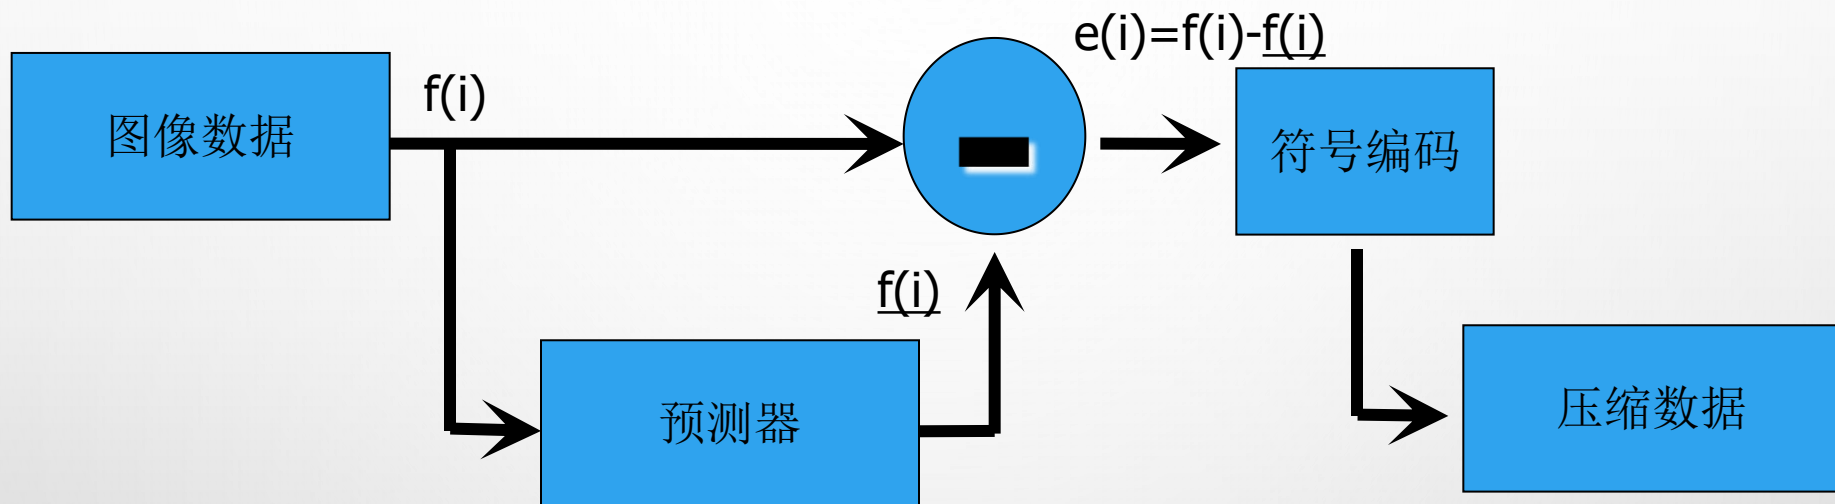 e(i)=f(i)-f(i)
图像数据
f(i)
符号编码
f(i)
预测器
压缩数据